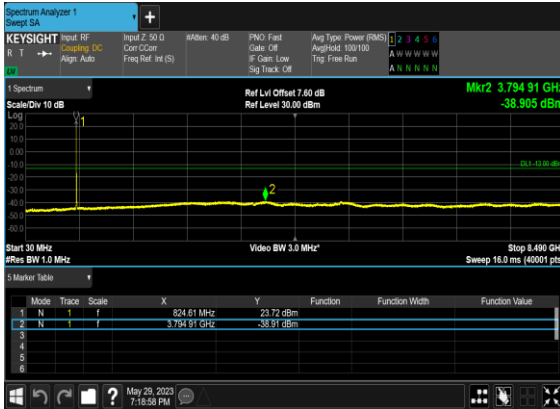 Spectrum Analyzer 1
Swept SA
KEYSIGHT
R T
LV
Input: RF
Coupling: DC
Align: Auto
Input Z: 50 Ω
Corr CCorr
Freq Ref: Int (S)
#Atten: 40 dB
PNO: Fast
Gate: Off
IF Gain: Low
Sig Track: Off
Avg Type: Power (RMS)
Avg|Hold: 100/100
Trig: Free Run
1 2 3 4 5 6
A W W W W W
A N N N N N
1 Spectrum
Scale/Div 10 dB
Ref Lvl Offset 7.60 dB
Ref Level 30.00 dBm
Mkr2 3.794 91 GHz
-38.905 dBm
Log
20.0
10.0
0.00
-10.0
-20.0
-30.0
-40.0
-50.0
-60.0
1
2
DL1 -13.00 dBm
Start 30 MHz
#Res BW 1.0 MHz
Video BW 3.0 MHz*
Stop 8.490 GHz
Sweep 16.0 ms (40001 pts)
5 Marker Table
Mode Trace Scale X Y Function Function Width Function Value
1 N 1 f 824.61 MHz 23.72 dBm
2 N 1 f 3.794 91 GHz -38.91 dBm
3
4
5
6
May 29, 2023
7:18:58 PM